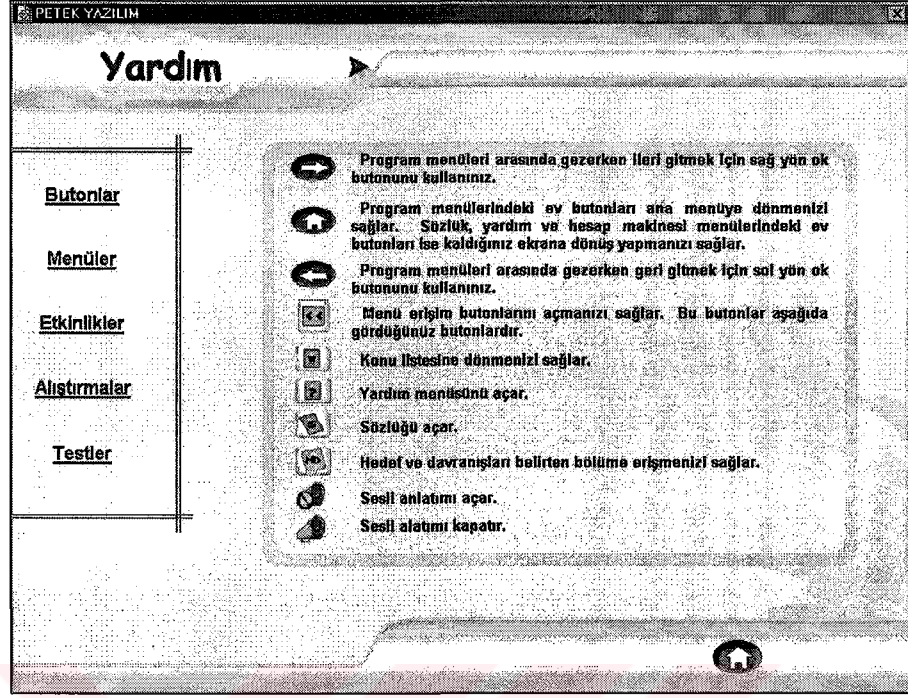 PETEK YAZILIM
Yardım
Butonlar
Menüler
Etkinlikler
Alıştırmalar
Testler
Program menüleri arasında gezerken ileri gitmek için sağ yön ok
butonunu kullanınız.
Program menülerindeki ev butonları ana menüye dönmenizi
sağlar. Sözlük, yardım ve hesap makinesi menülerindeki ev
butonları ise kaldığınız ekrana dönüş yapmanızı sağlar.
Program menüleri arasında gezerken geri gitmek için sol yön ok
butonunu kullanınız.
Menü erişim butonlarını açmanızı sağlar. Bu butonlar aşağıda
gördüğünüz butonlardır.
Konu listesine dönmenizi sağlar.
Yardım menüsünü açar.
Sözlüğü açar.
Hedef ve davranışları belirten bölüme erişmenizi sağlar.
Sesli anlatımı açar.
Sesli alatımı kapatır.